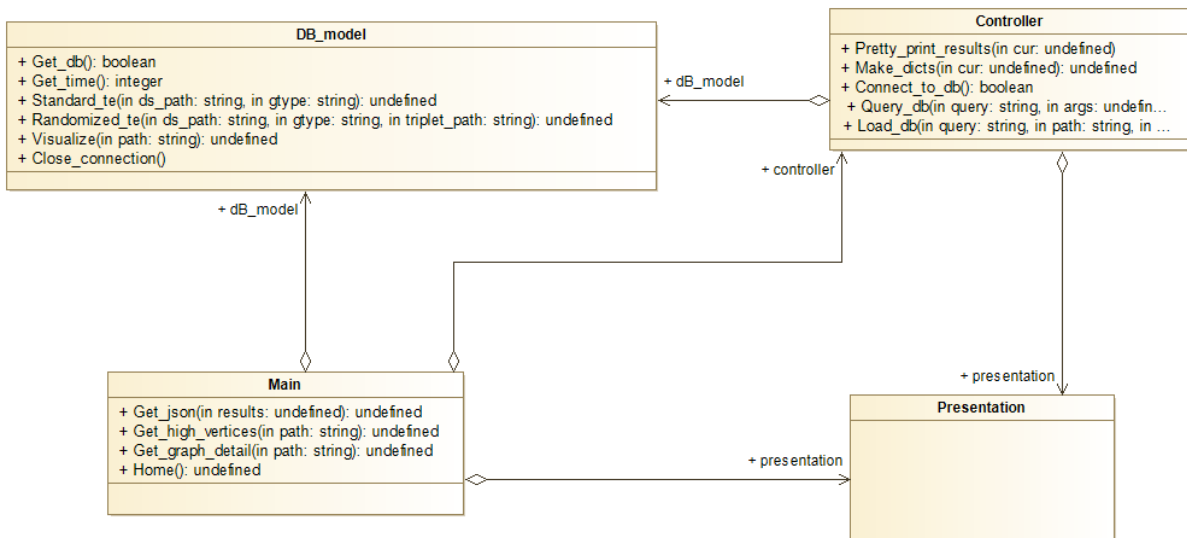 DB_model
+ Get_db(): boolean
+ Get_time(): integer
+ Standard_te(in ds_path: string, in gtype: string): undefined
+ Randomized_te(in ds_path: string, in gtype: string, in triplet_path: string): undefined
+ Visualize(in path: string): undefined
+ Close_connection()
Controller
+ Pretty_print_results(in cur: undefined)
+ Make_dicts(in cur: undefined): undefined
+ Connect_to_db(): boolean
+ Query_db(in query: string, in args: undefin...
+ Load_db(in query: string, in path: string, in ...
+ dB_model
+ controller
+ dB_model
Main
+ Get_json(in results: undefined): undefined
+ Get_high_vertices(in path: string): undefined
+ Get_graph_detail(in path: string): undefined
+ Home(): undefined
+ presentation
Presentation
+ presentation